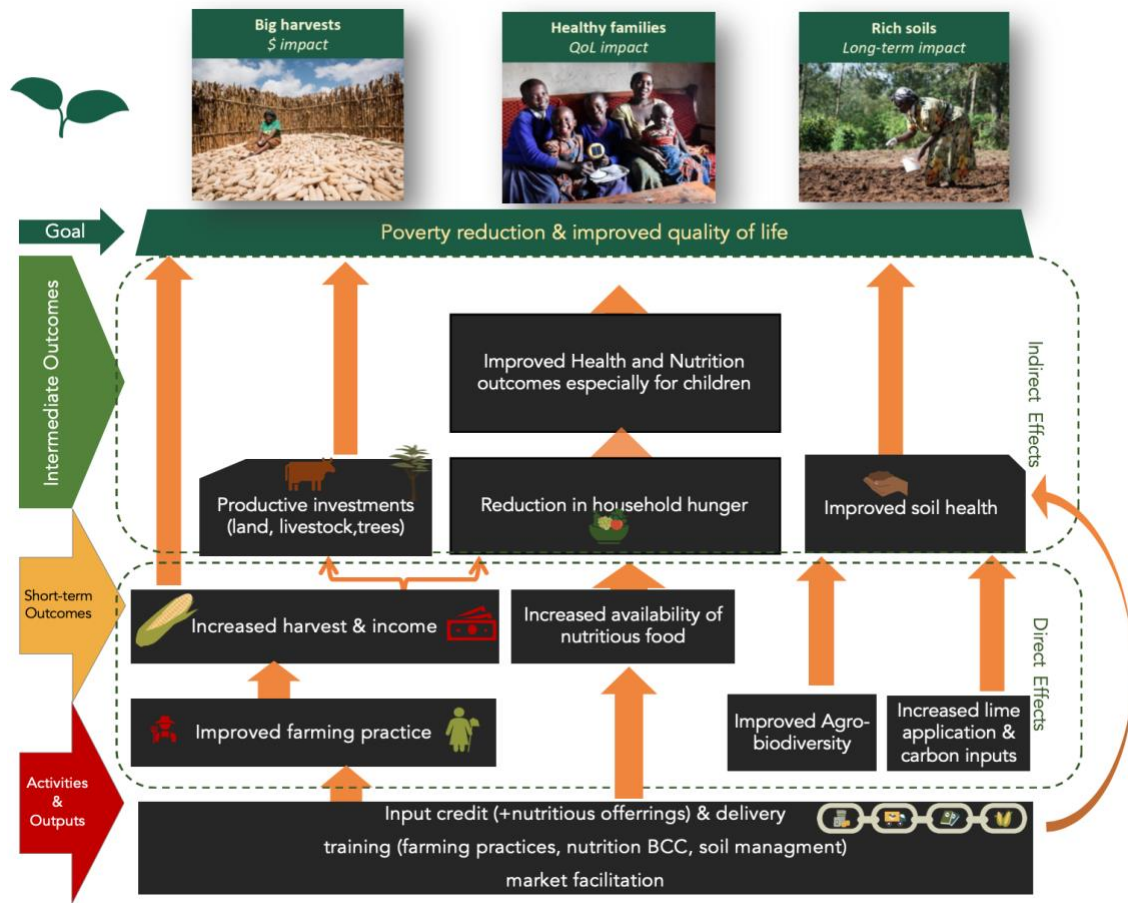 Big harvests
$ impact
Healthy families
QoL impact
Rich soils
Long-term impact
Goal
Poverty reduction & improved quality of life
Intermediate Outcomes
Indirect Effects
Improved Health and Nutrition
outcomes especially for children
Productive investments
(land, livestock,trees)
Reduction in household hunger
Improved soil health
Short-term
Outcomes
Direct Effects
Increased harvest & income
Increased availability of
nutritious food
Improved farming practice
Improved Agro-
biodiversity
Increased lime
application &
carbon inputs
Activities
&
Outputs
Input credit (+nutritious offerrings) & delivery
training (farming practices, nutrition BCC, soil managment)
market facilitation